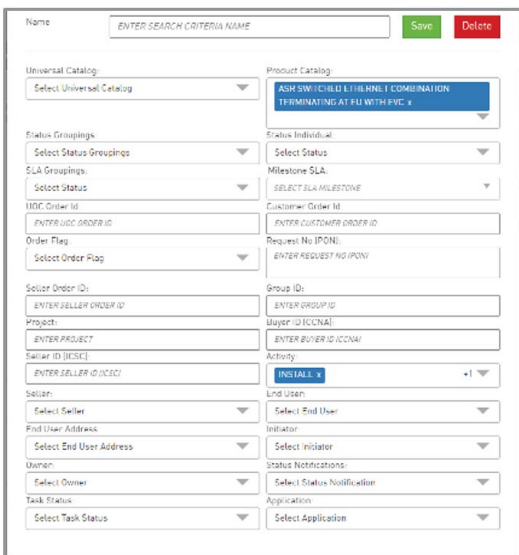 Name
ENTER SEARCH CRITERIA NAME
Save
Delete
Universal Catalog:
Product Catalog:
Select Universal Catalog
ASR SWITCHED ETHERNET COMBINATION
TERMINATING AT EU WITH EVC x
Status Groupings:
Status Individual:
Select Status Groupings
Select Status
SLA Groupings:
Milestone SLA:
Select Status
SELECT SLA MILESTONE
UOC Order Id
Customer Order Id
ENTER UOC ORDER ID
ENTER CUSTOMER ORDER ID
Order Flag:
Request No (PON):
Select Order Flag
ENTER REQUEST NO (PON)
Seller Order ID:
Group ID:
ENTER SELLER ORDER ID
ENTER GROUP ID
Project:
Buyer ID (CCNA):
ENTER PROJECT
ENTER BUYER ID (CCNA)
Seller ID (ICSC):
Activity:
ENTER SELLER ID (ICSC)
INSTALL x
+1
Seller:
End User:
Select Seller
Select End User
End User Address
Initiator:
Select End User Address
Select Initiator
Owner:
Status Notifications:
Select Owner
Select Status Notification
Task Status:
Application:
Select Task Status
Select Application